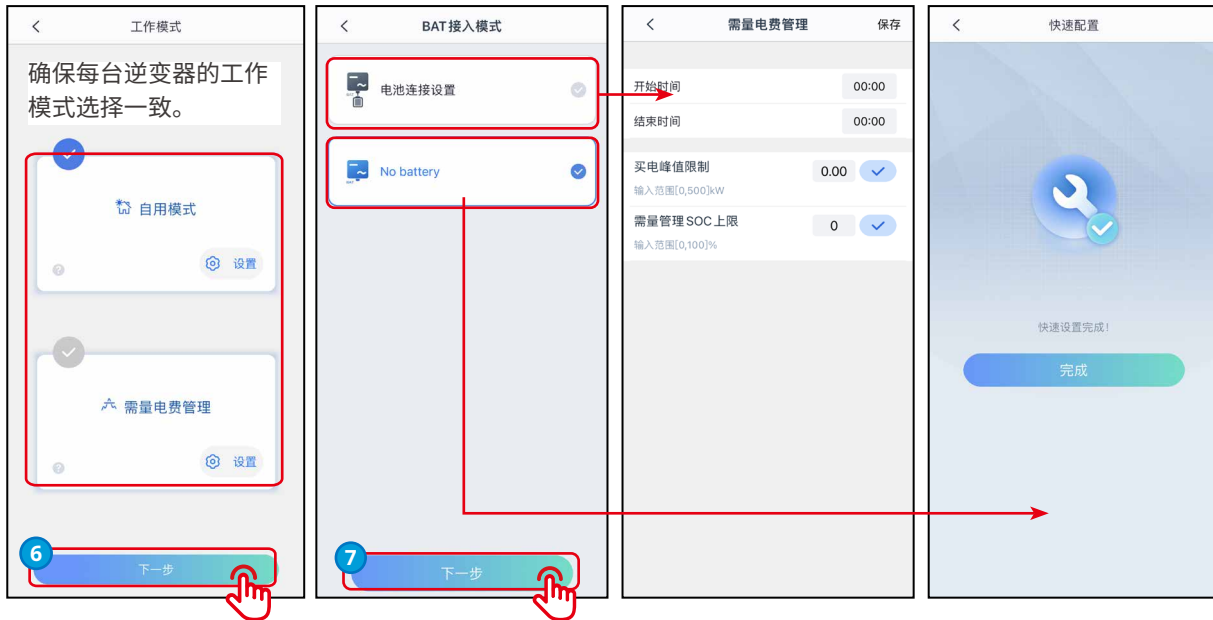 工作模式
确保每台逆变器的工作
模式选择一致。
自用模式
设置
需量电费管理
设置
6
下一步
BAT接入模式
电池连接设置
No battery
7
下一步
需量电费管理
保存
开始时间
00:00
结束时间
00:00
买电峰值限制
0.00
输入范围[0,500]kW
需量管理SOC上限
0
输入范围[0,100]%
快速配置
快速设置完成!
完成